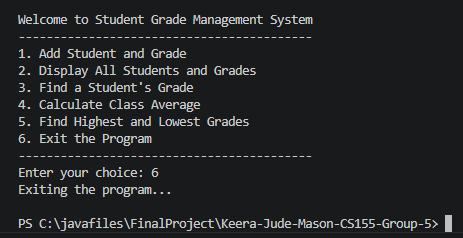 Welcome to Student Grade Management System
------------------------------------------
1. Add Student and Grade
2. Display All Students and Grades
3. Find a Student's Grade
4. Calculate Class Average
5. Find Highest and Lowest Grades
6. Exit the Program
------------------------------------------
Enter your choice: 6
Exiting the program...
PS C:\javafiles\FinalProject\Keera-Jude-Mason-CS155-Group-5>